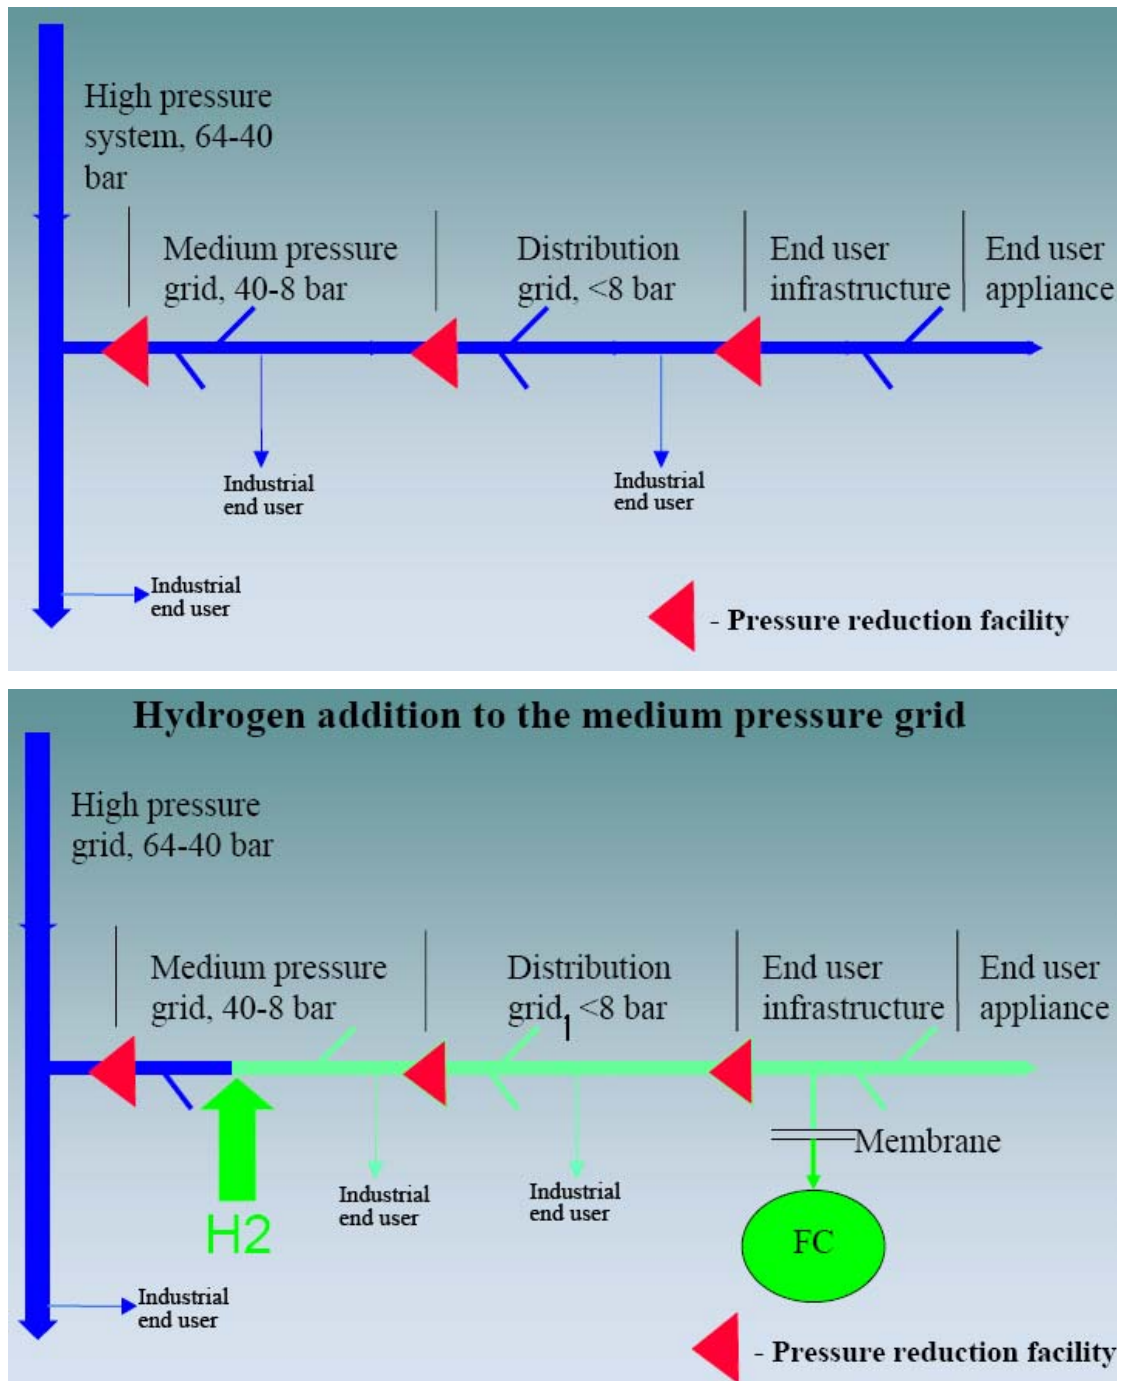 High pressure
system, 64-40
bar
Medium pressure
grid, 40-8 bar
Distribution
grid, <8 bar
End user
infrastructure
End user
appliance
Industrial
end user
Industrial
end user
Industrial
end user
- Pressure reduction facility
Hydrogen addition to the medium pressure grid
High pressure
grid, 64-40 bar
Medium pressure
grid, 40-8 bar
Distribution
grid, <8 bar
1
End user
infrastructure
End user
appliance
Membrane
Industrial
end user
Industrial
end user
H2
FC
Industrial
end user
- Pressure reduction facility